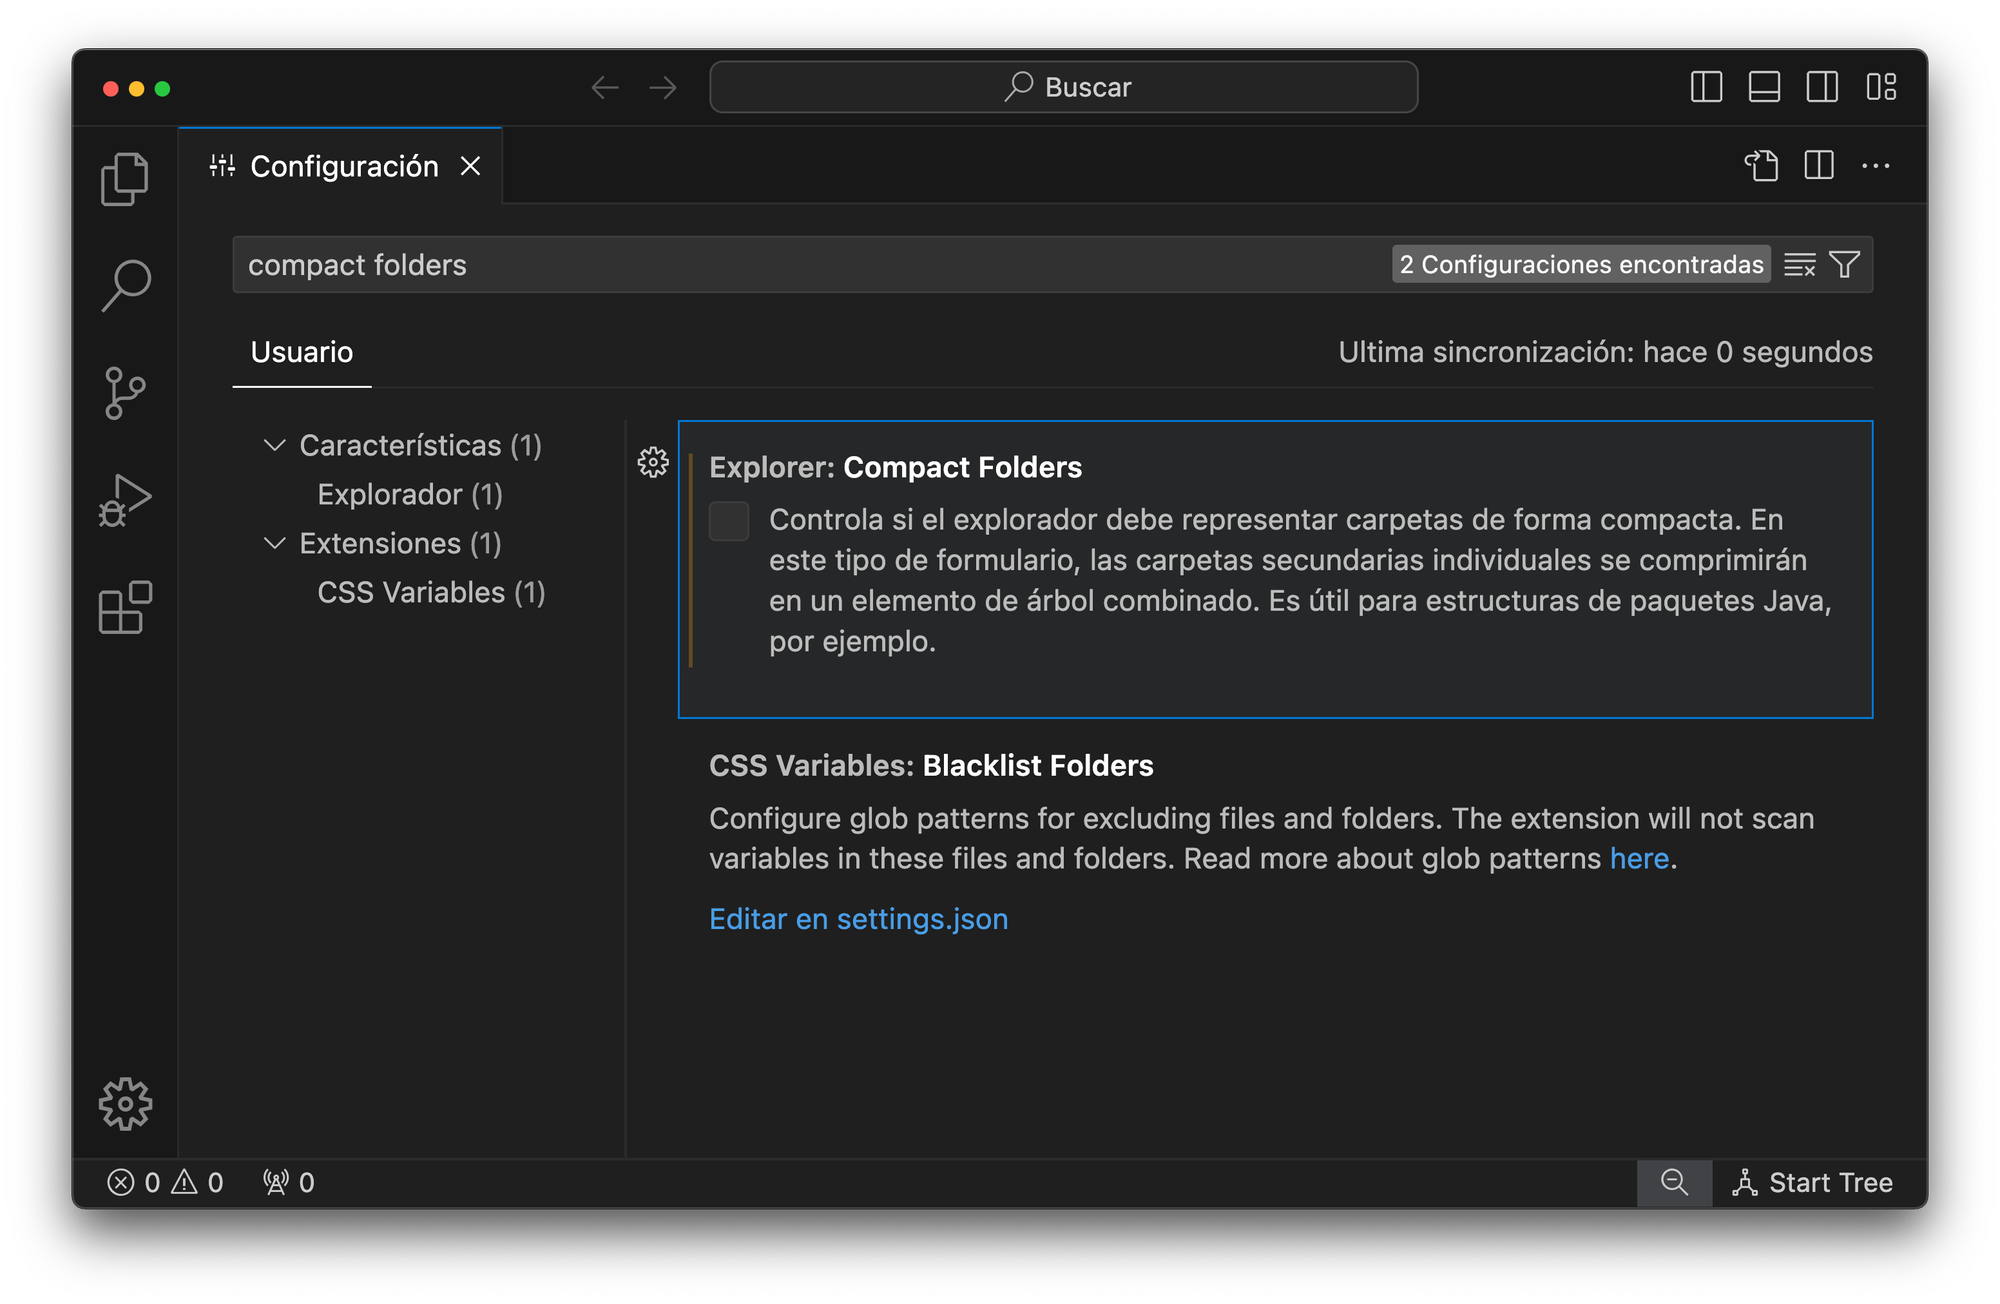 Buscar
Configuración
compact folders
2 Configuraciones encontradas
Usuario
Ultima sincronización: hace 0 segundos
Características (1)
Explorador (1)
Extensiones (1)
CSS Variables (1)
Explorer: Compact Folders
Controla si el explorador debe representar carpetas de forma compacta. En
este tipo de formulario, las carpetas secundarias individuales se comprimirán
en un elemento de árbol combinado. Es útil para estructuras de paquetes Java,
por ejemplo.
CSS Variables: Blacklist Folders
Configure glob patterns for excluding files and folders. The extension will not scan
variables in these files and folders. Read more about glob patterns here.
Editar en settings.json
0 0 0
Start Tree